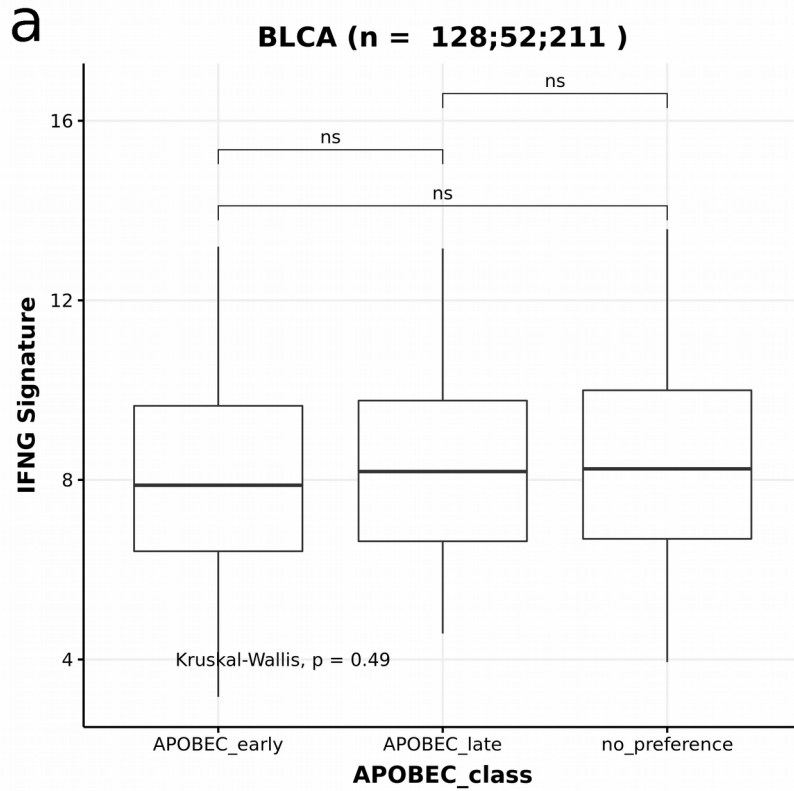 a
BLCA (n =  128;52;211 )
ns
16
ns
ns
12
IFNG Signature
8
4
Kruskal-Wallis, p = 0.49
APOBEC_early
APOBEC_late
no_preference
APOBEC_class